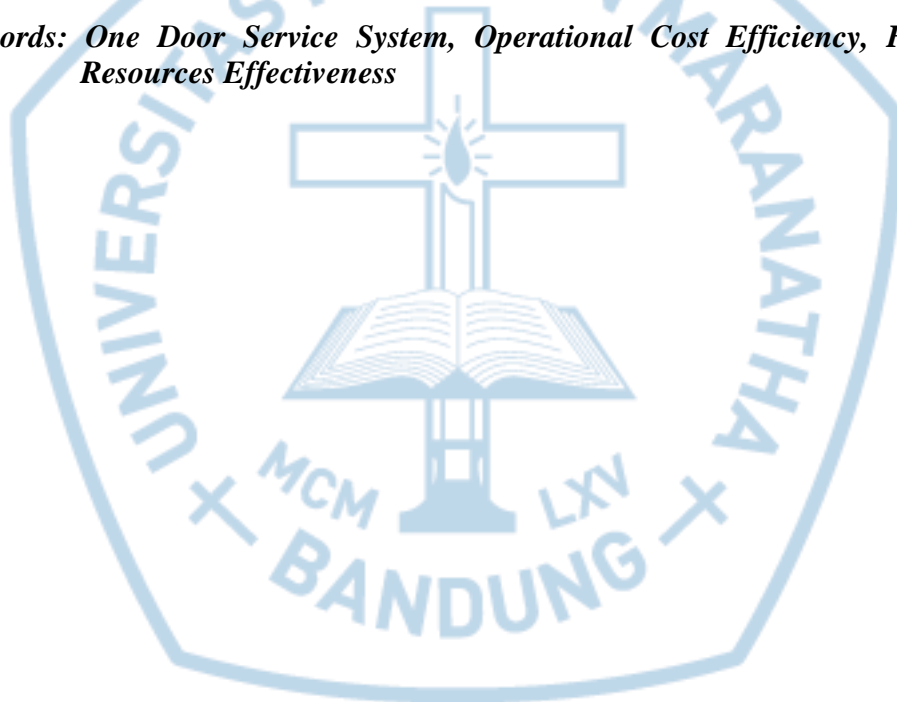 ords: One Door Service System, Operational Cost Efficiency,
Resources Effectiveness
UNIVERSITAS
MARANATHA
MCM LXV
BANDUNG